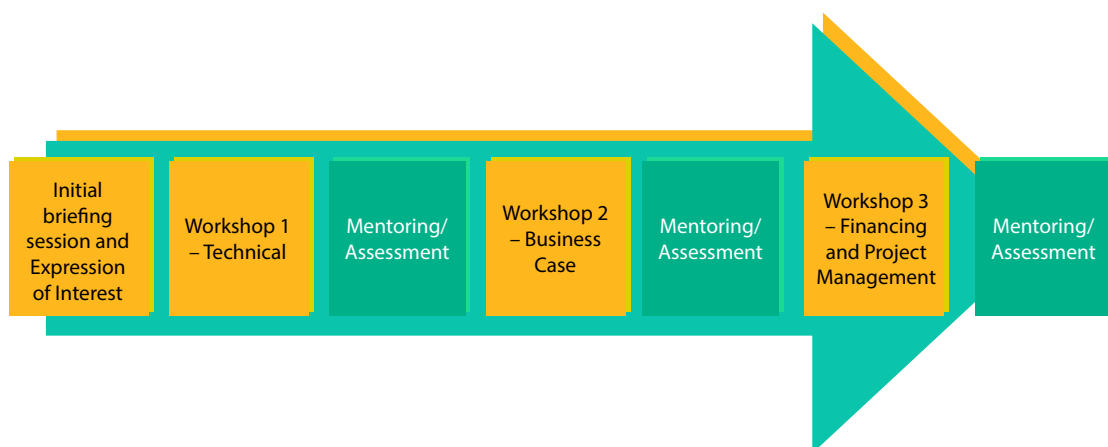 Initial
briefing
session and
Expression
of Interest
Workshop 1
– Technical
Mentoring/
Assessment
Workshop 2
– Business
Case
Mentoring/
Assessment
Workshop 3
– Financing
and Project
Management
Mentoring/
Assessment